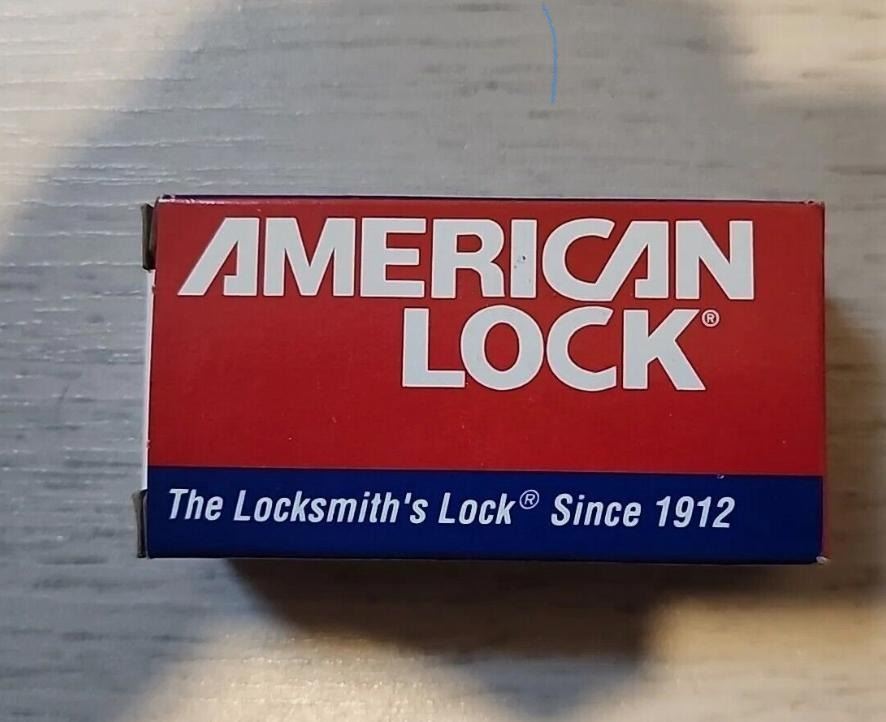 AMERICAN
LOCK®
The Locksmith's Lock® Since 1912